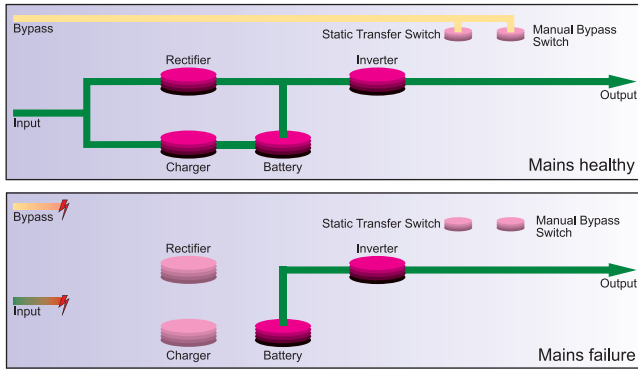 Bypass
Static Transfer Switch
Manual Bypass
Switch
Rectifier
Inverter
Input
Output
Charger
Battery
Mains healthy
Bypass
Static Transfer Switch
Manual Bypass
Switch
Rectifier
Inverter
Input
Output
Charger
Battery
Mains failure